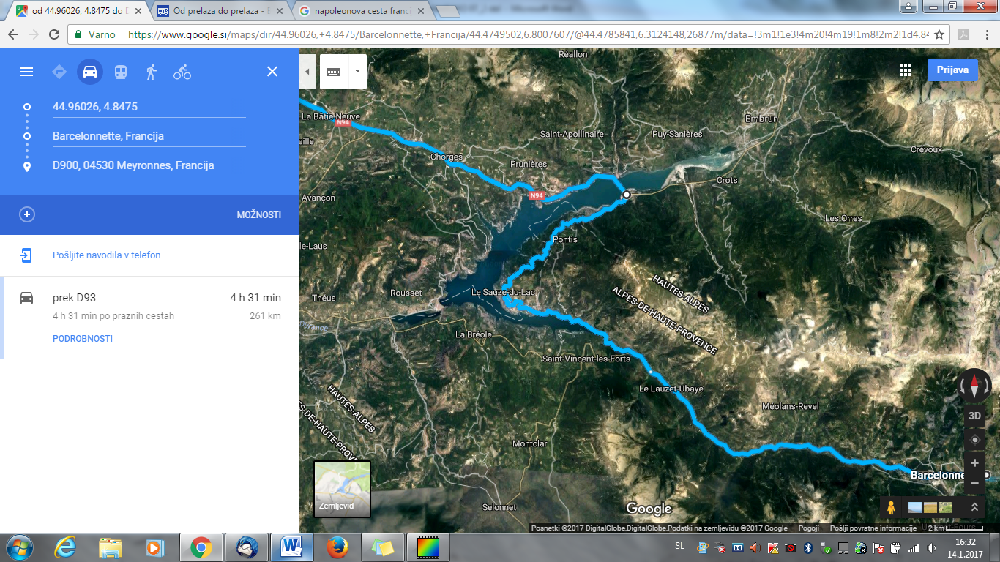 od 44.96026, 4.8475 do D
Od prelaza do prelaza - 
napoleonova cesta franci
Varno
https://www.google.si/maps/dir/44.96026,+4.8475/Barcelonnette,+Francija/44.4749502,6.8007607/@44.4785841,6.3124148,26877m/data=!3m1!1e3!4m20!4m19!1m8!2m2!1d4.84
44.96026, 4.8475
Barcelonnette, Francija
D900, 04530 Meyronnes, Francija
MOŽNOSTI
Pošljite navodila v telefon
prek D93
4 h 31 min
4 h 31 min po praznih cestah
261 km
PODROBNOSTI
Prijava
Réallon
La Bâtie-Neuve
N94
Embrun
eille
Saint-Apollinaire
Puy-Sanières
Crévoux
Chorges
Prunières
Crots
Avançon
N94
Les Orres
le-Laus
Pontis
HAUTES-ALPES
ALPES-DE-HAUTE-PROVENCE
Théus
Rousset
Le Sauze-du-Lac
Durance
La Bréole
Saint-Vincent-les-Forts
Le Lauzet-Ubaye
Méolans-Revel
HAUTES-ALPES
ES-DE-HAUTE-PROVE
Montclar
Barcelonne
Selonnet
Zemljevid
Google
3D
Posnetki ©2017 DigitalGlobe,DigitalGlobe,Podatki na zemljevidu ©2017 Google
Pogoji
Pošlji povratne informacije
2 km
SL
16:32
14.1.2017